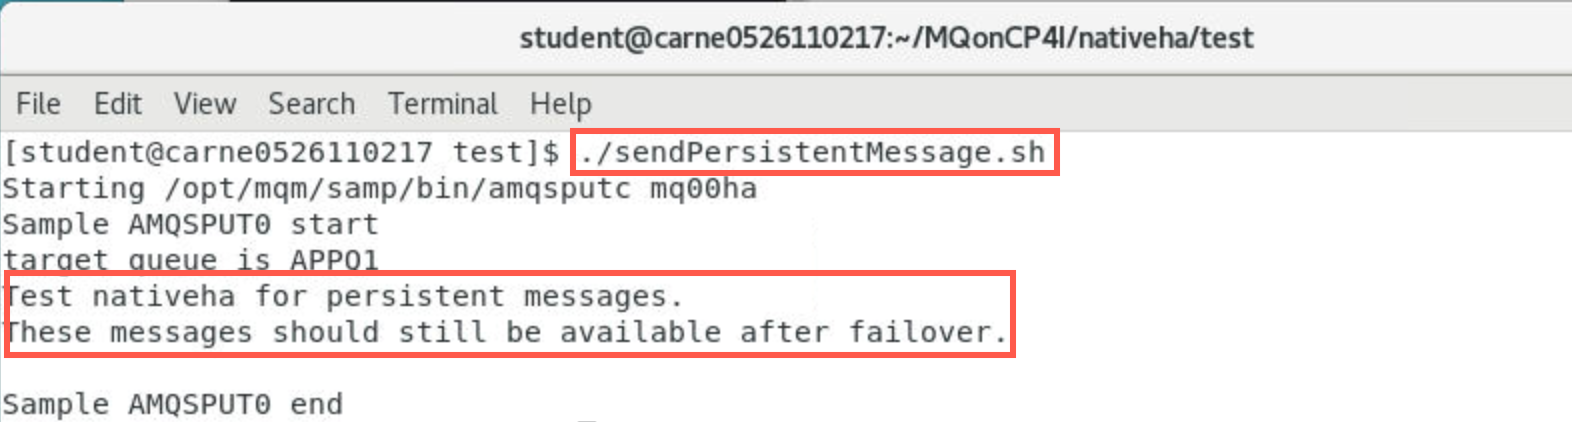 student@carne0526110217:~/MQonCP4I/nativeha/test
File Edit View Search Terminal Help
[student@carne0526110217 test]$ ./sendPersistentMessage.sh
Starting /opt/mqm/samp/bin/amqsputc mq00ha
Sample AMQSPUT0 start
target queue is APPQ1
Test nativeha for persistent messages.
These messages should still be available after failover.
Sample AMQSPUT0 end